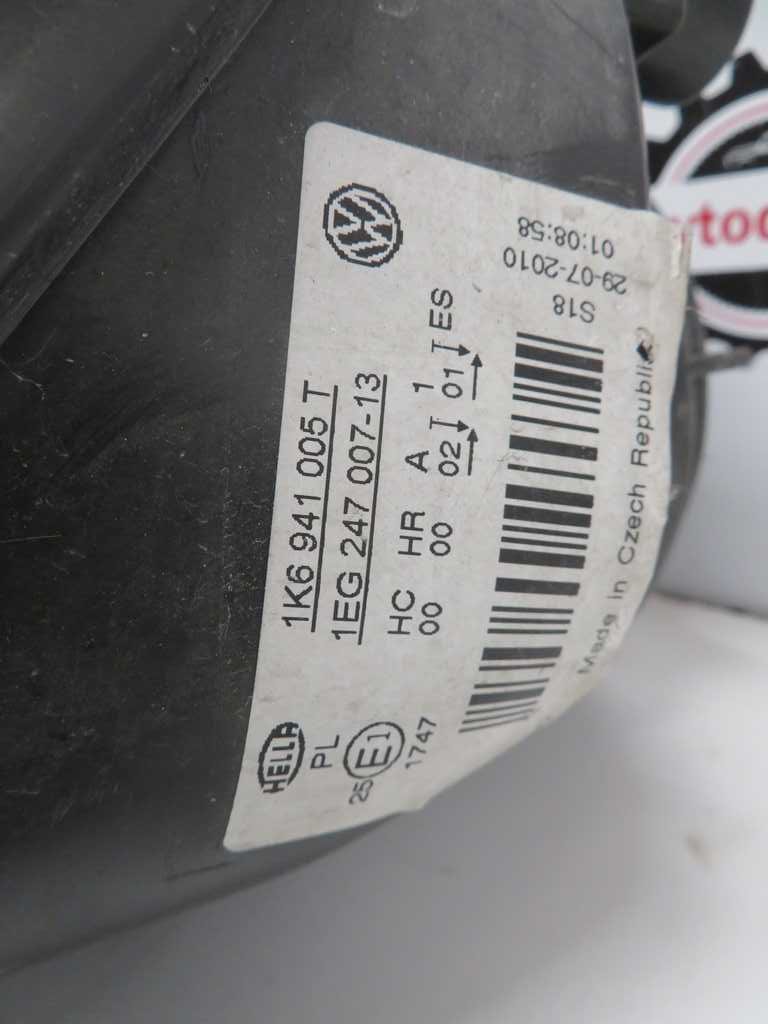 1K6 941 005 T
1EG 247 007-13
HC HR A 1 ES
00 00 02 01
HELLA
PL
25 E1
1747
S18
29-07-2010
01:08:58
Made in Czech Republic